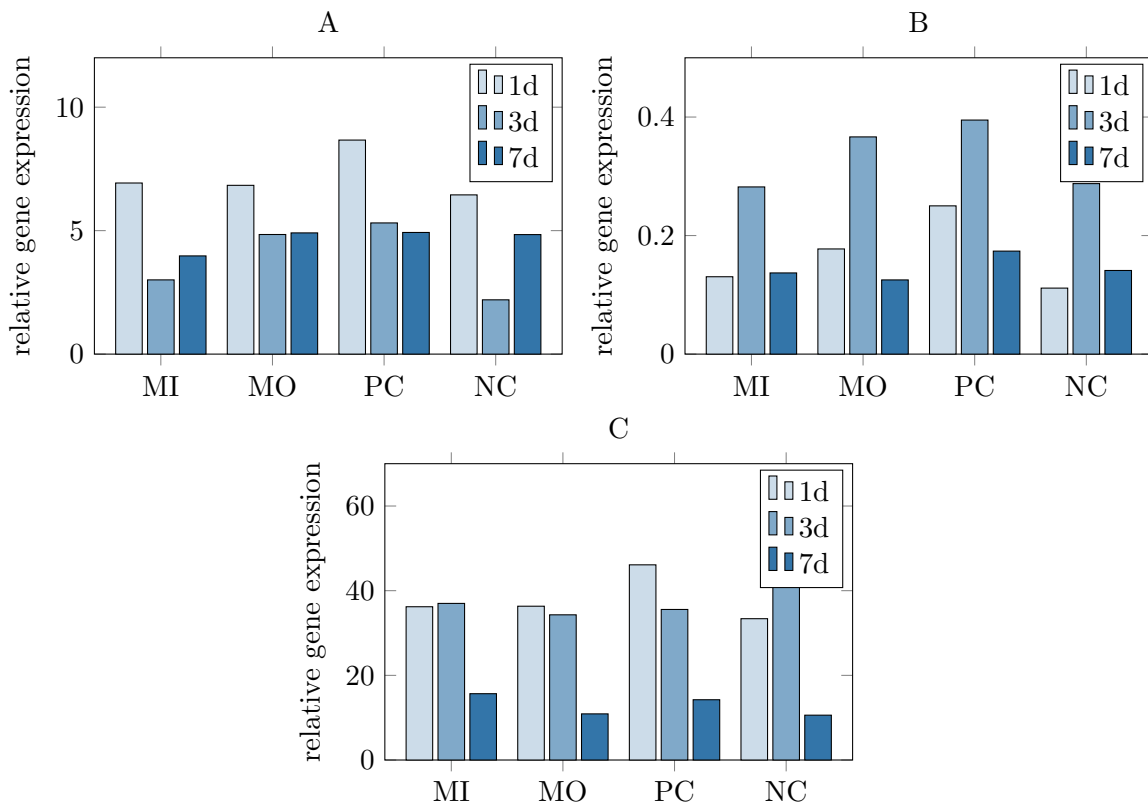 A
relative gene expression
10
5
0
MI MO PC NC
1d
3d
7d
B
relative gene expression
0.4
0.2
0
MI MO PC NC
1d
3d
7d
C
relative gene expression
60
40
20
0
MI MO PC NC
1d
3d
7d